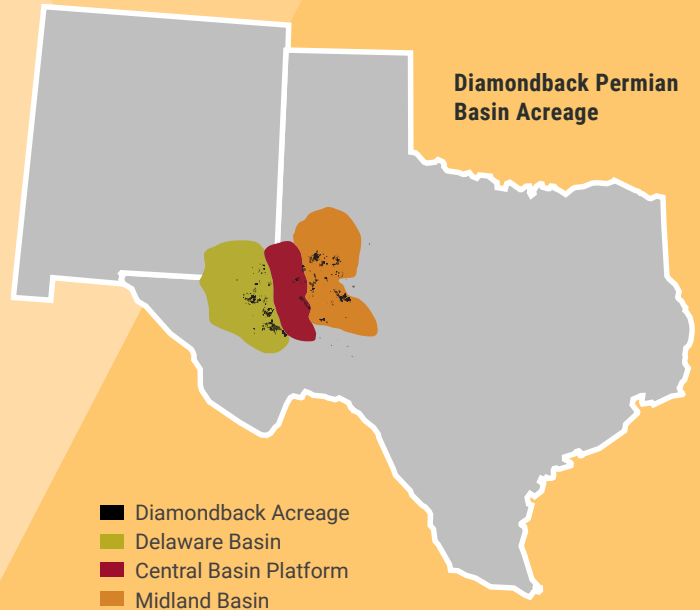 Diamondback Permian
Basin Acreage
Diamondback Acreage
Delaware Basin
Central Basin Platform
Midland Basin